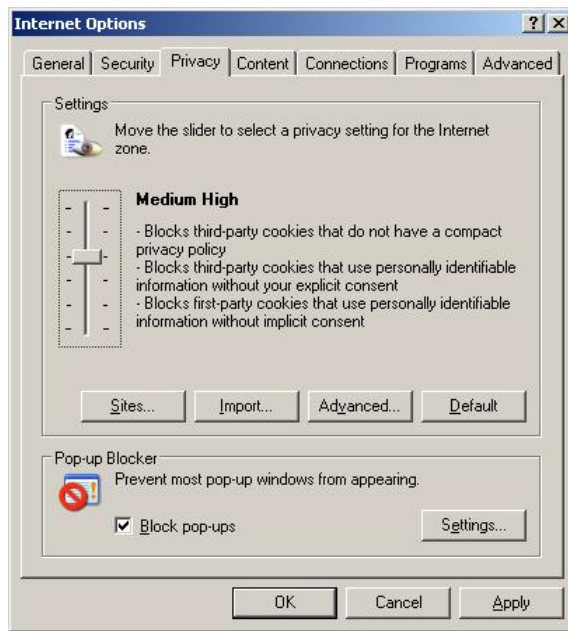 Internet Options
General Security Privacy Content Connections Programs Advanced
Settings
Move the slider to select a privacy setting for the Internet
zone.
Medium High
- Blocks third-party cookies that do not have a compact
privacy policy
- Blocks third-party cookies that use personally identifiable
information without your explicit consent
- Blocks first-party cookies that use personally identifiable
information without implicit consent
Sites... Import... Advanced... Default
Pop-up Blocker
Prevent most pop-up windows from appearing.
Block pop-ups Settings...
OK Cancel Apply